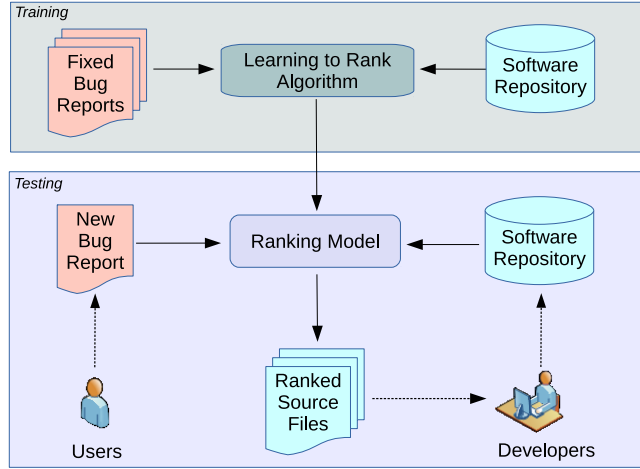 Training
Fixed
Bug
Reports
Learning to Rank
Algorithm
Software
Repository
Testing
New
Bug
Report
Ranking Model
Software
Repository
Ranked
Source
Files
Users
Developers